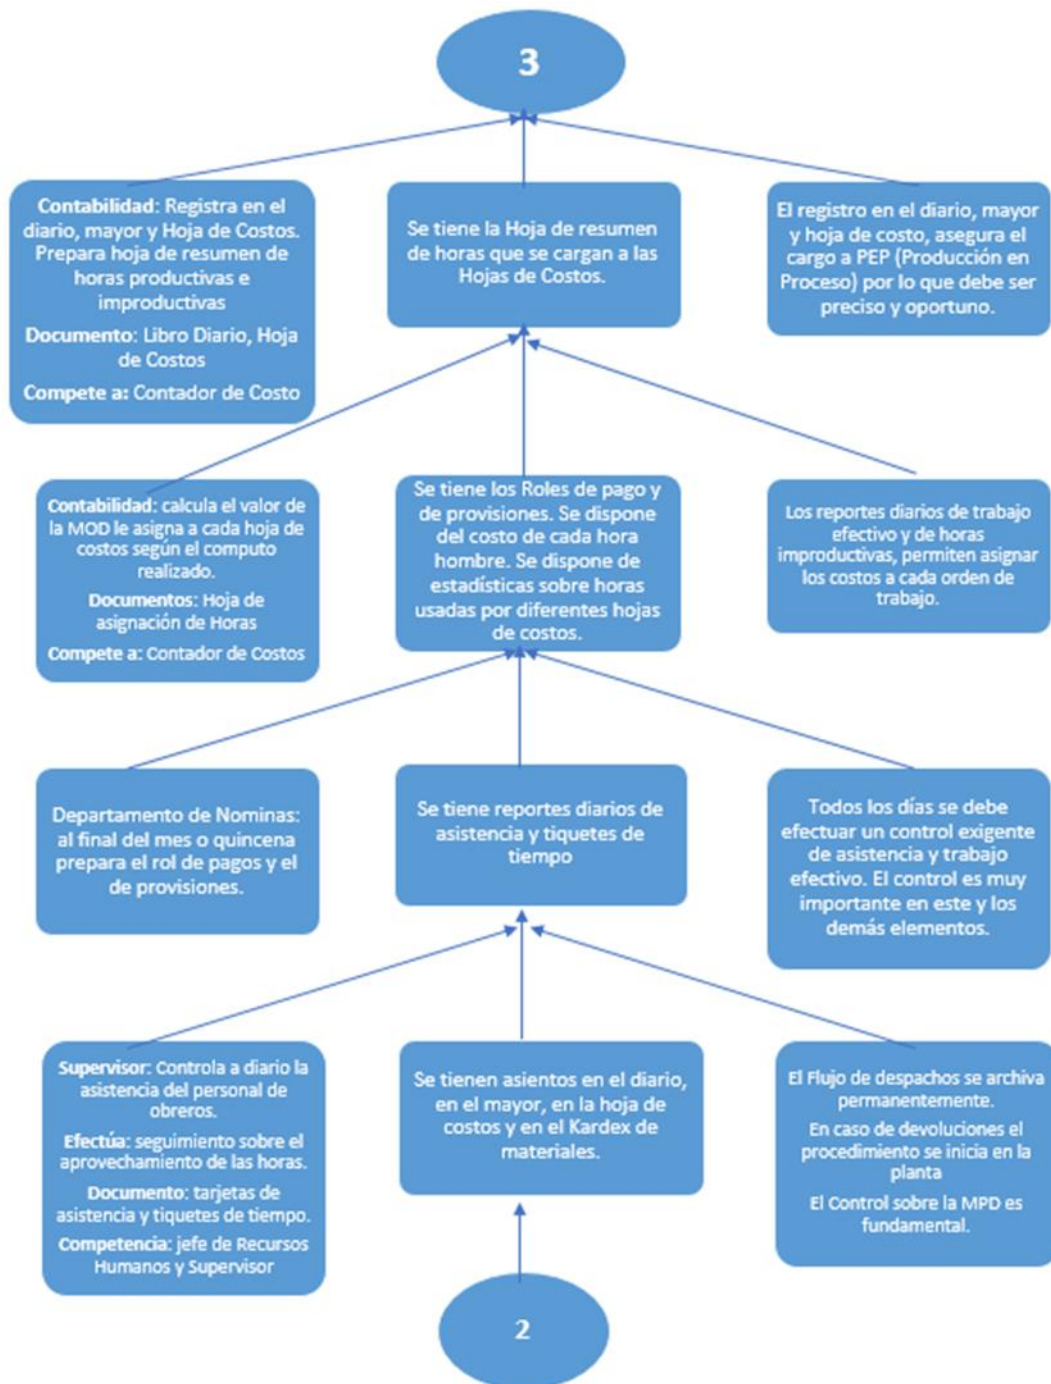 3
Contabilidad: Registra en el
diario, mayor y Hoja de Costos.
Prepara hoja de resumen de
horas productivas e
improductivas
Documento: Libro Diario, Hoja
de Costos
Compete a: Contador de Costo
Se tiene la Hoja de resumen
de horas que se cargan a las
Hojas de Costos.
El registro en el diario, mayor
y hoja de costo, asegura el
cargo a PEP (Producción en
Proceso) por lo que debe ser
preciso y oportuno.
Contabilidad: calcula el valor de
la MOD le asigna a cada hoja de
costos según el computo
realizado.
Documentos: Hoja de
asignación de Horas
Compete a: Contador de Costos
Se tiene los Roles de pago y
de provisiones. Se dispone
del costo de cada hora
hombre. Se dispone de
estadísticas sobre horas
usadas por diferentes hojas
de costos.
Los reportes diarios de trabajo
efectivo y de horas
improductivas, permiten asignar
los costos a cada orden de
trabajo.
Departamento de Nominas:
al final del mes o quincena
prepara el rol de pagos y el
de provisiones.
Se tiene reportes diarios de
asistencia y tiquetes de
tiempo
Todos los días se debe
efectuar un control exigente
de asistencia y trabajo
efectivo. El control es muy
importante en este y los
demás elementos.
Supervisor: Controla a diario la
asistencia del personal de
obreros.
Efectúa: seguimiento sobre el
aprovechamiento de las horas.
Documento: tarjetas de
asistencia y tiquetes de tiempo.
Competencia: jefe de Recursos
Humanos y Supervisor
Se tienen asientos en el diario,
en el mayor, en la hoja de
costos y en el Kardex de
materiales.
El Flujo de despachos se archiva
permanentemente.
En caso de devoluciones el
procedimiento se inicia en la
planta
El Control sobre la MPD es
fundamental.
2